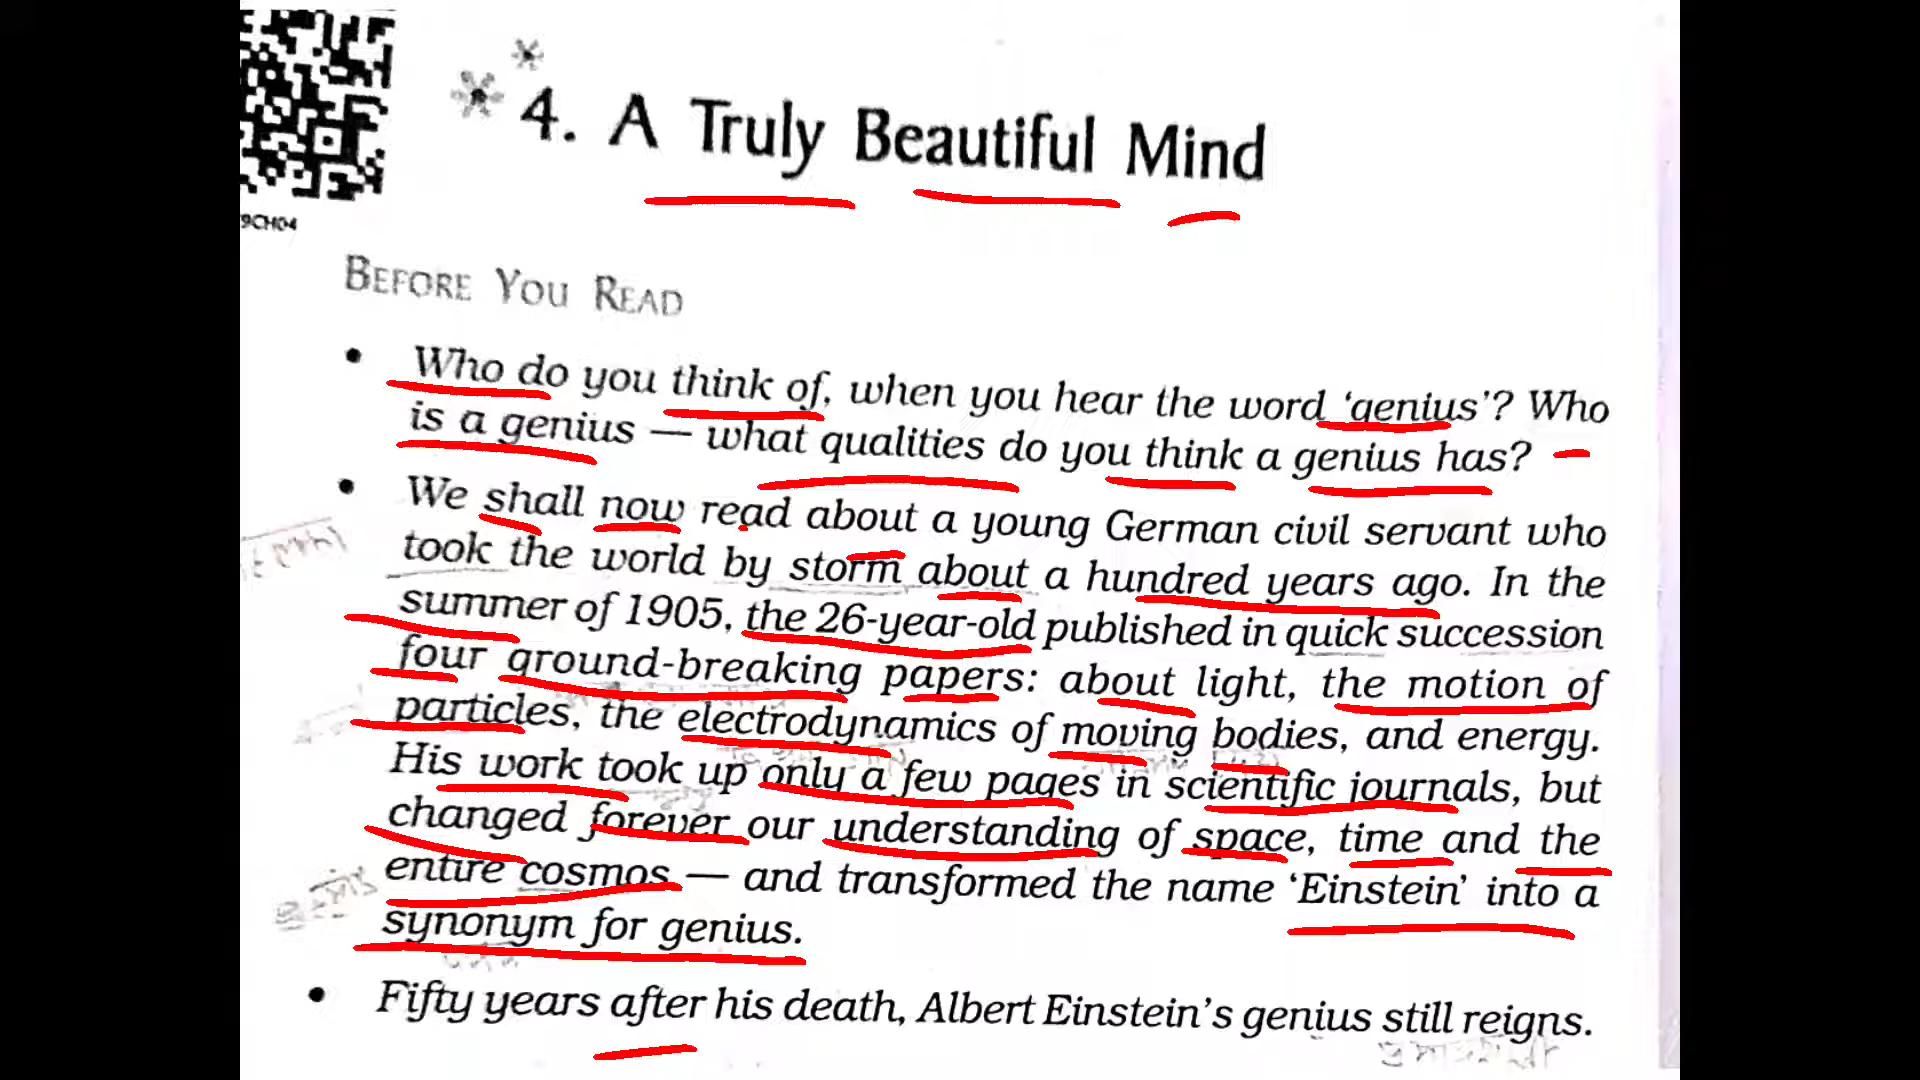 4. A Truly Beautiful Mind
9CH04
BEFORE YOU READ
• Who do you think of, when you hear the word 'genius'? Who
is a genius — what qualities do you think a genius has?
• We shall now read about a young German civil servant who
took the world by storm about a hundred years ago. In the
summer of 1905, the 26-year-old published in quick succession
four ground-breaking papers: about light, the motion of
particles, the electrodynamics of moving bodies, and energy.
His work took up only a few pages in scientific journals, but
changed forever our understanding of space, time and the
entire cosmos — and transformed the name 'Einstein' into a
synonym for genius.
• Fifty years after his death, Albert Einstein's genius still reigns.